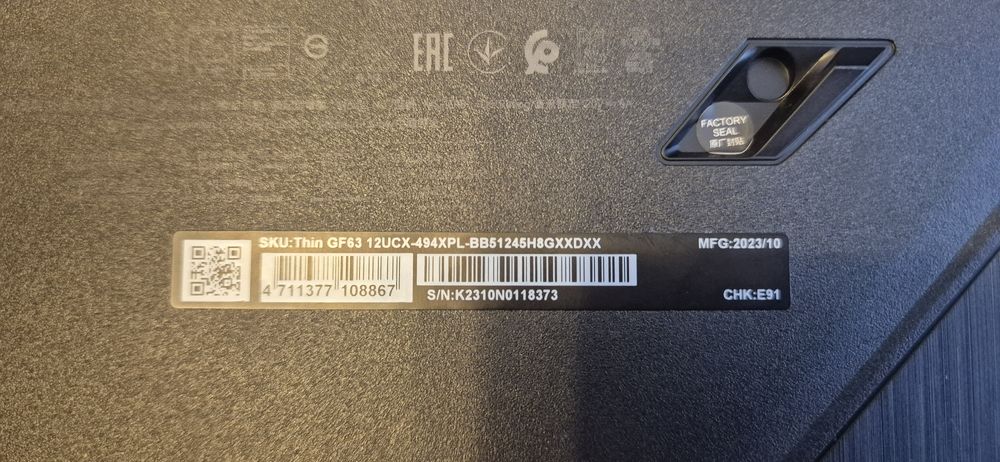 EAC
FACTORY
SEAL
原厂封贴
SKU:Thin GF63 12UCX-494XPL-BB51245H8GXXDXX
MFG:2023/10
4 711377 108867
S/N:K2310N0118373
CHK:E91